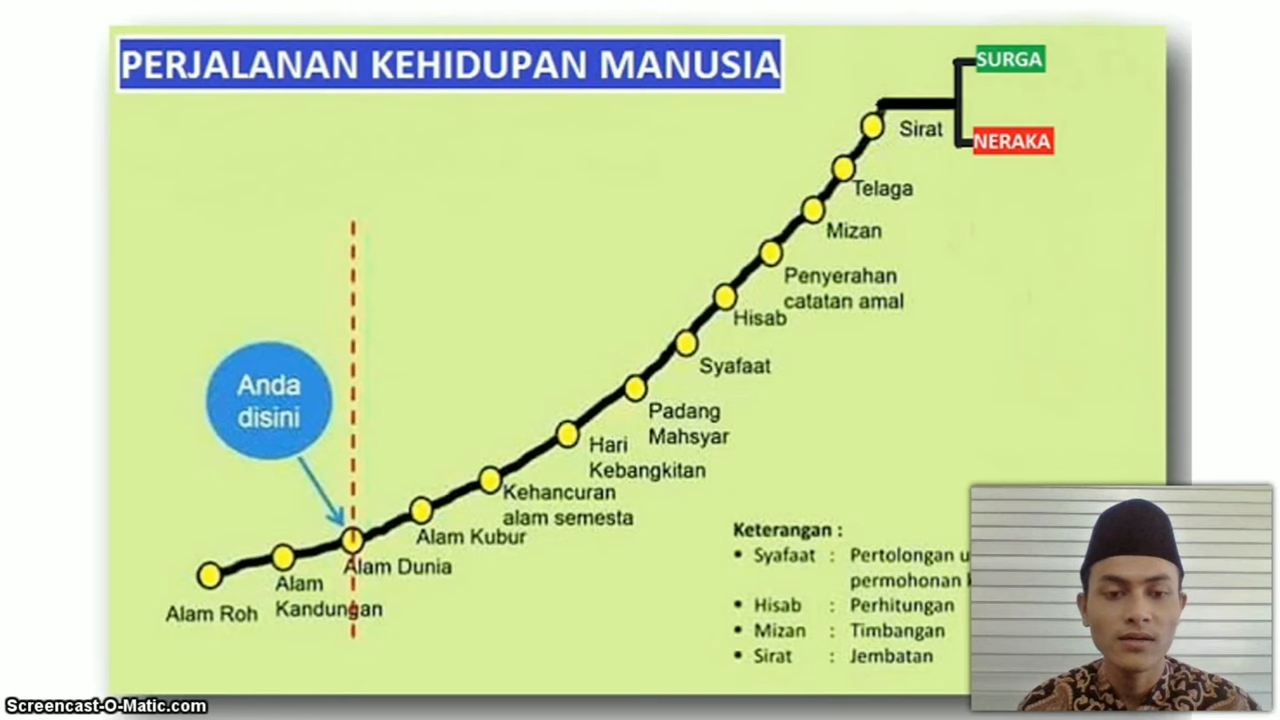 PERJALANAN KEHIDUPAN MANUSIA
SURGA
NERAKA
Sirat
Telaga
Mizan
Penyerahan
catatan amal
Hisab
Syafaat
Padang
Mahsyar
Hari
Kebangkitan
Kehancuran
alam semesta
Alam Kubur
Alam Dunia
Alam
Kandungan
Alam Roh
Anda
disini
Keterangan :
• Syafaat : Pertolongan
permohonan
• Hisab : Perhitungan
• Mizan : Timbangan
• Sirat : Jembatan
Screencast-O-Matic.com